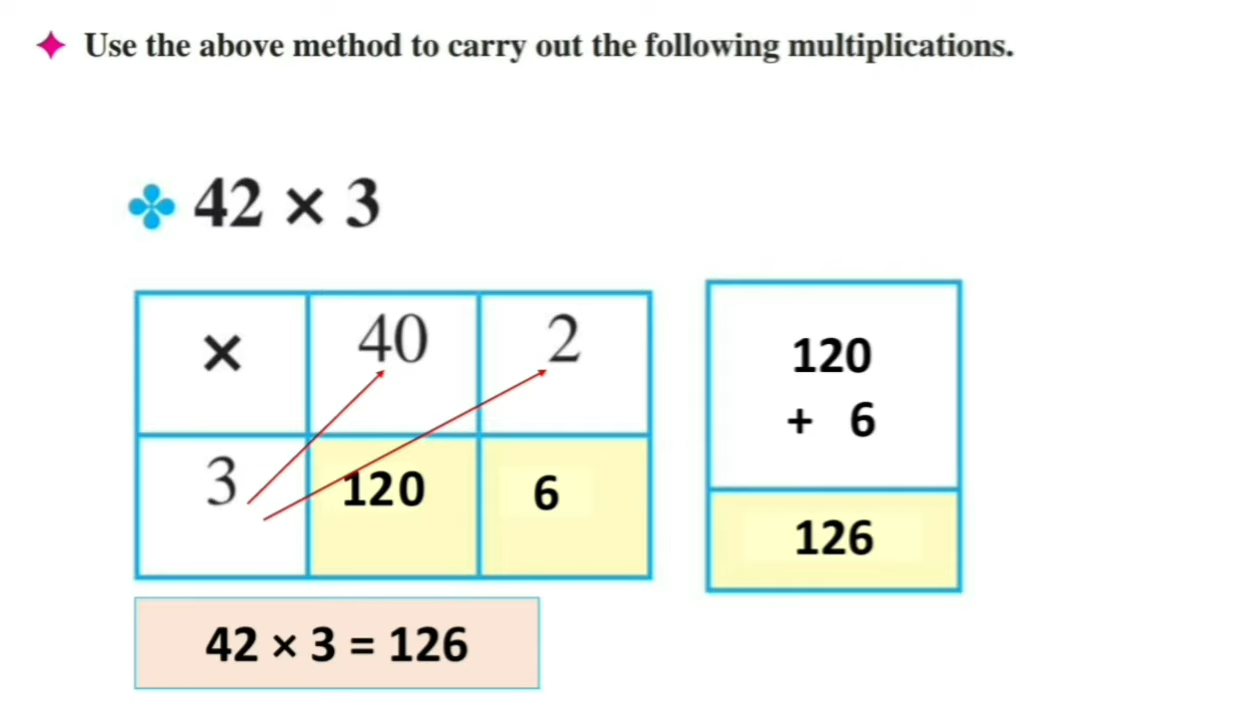 Use the above method to carry out the following multiplications.
42 × 3
× 40 2
3 120 6
120
+ 6
126
42 × 3 = 126